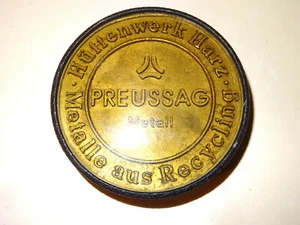 · Hüttenwerk Harz ·
PREUSSAG
Metall
Metalle aus Recycling